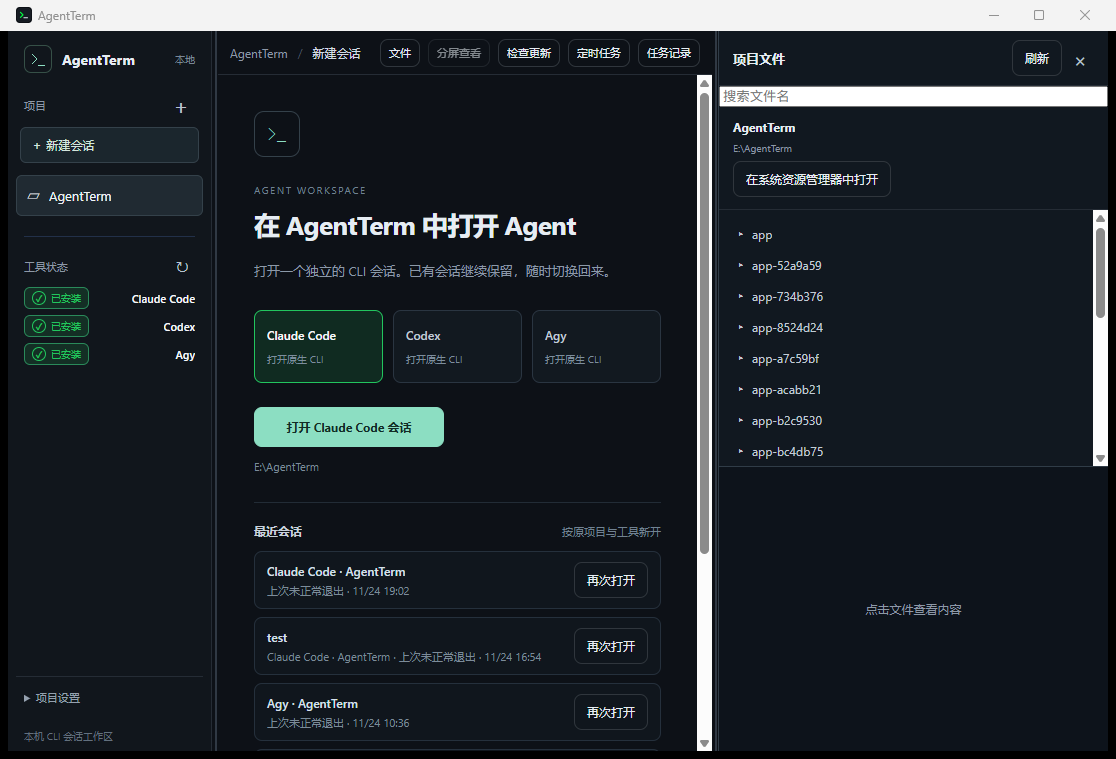 AgentTerm
>_ AgentTerm 本地
项目 +
+ 新建会话
AgentTerm
工具状态
已安装 Claude Code
已安装 Codex
已安装 Agy
项目设置
本机 CLI 会话工作区
AgentTerm / 新建会话 文件 分屏查看 检查更新 定时任务 任务记录
>_
AGENT WORKSPACE
在 AgentTerm 中打开 Agent
打开一个独立的 CLI 会话。已有会话继续保留，随时切换回来。
Claude Code
打开原生 CLI
Codex
打开原生 CLI
Agy
打开原生 CLI
打开 Claude Code 会话
E:\AgentTerm
最近会话 按原项目与工具新开
Claude Code · AgentTerm
上次未正常退出 · 11/24 19:02
再次打开
test
Claude Code · AgentTerm · 上次未正常退出 · 11/24 16:54
再次打开
Agy · AgentTerm
上次未正常退出 · 11/24 10:36
再次打开
项目文件 刷新 ×
搜索文件名
AgentTerm
E:\AgentTerm
在系统资源管理器中打开
app
app-52a9a59
app-734b376
app-8524d24
app-a7c59bf
app-acabb21
app-b2c9530
app-bc4db75
点击文件查看内容